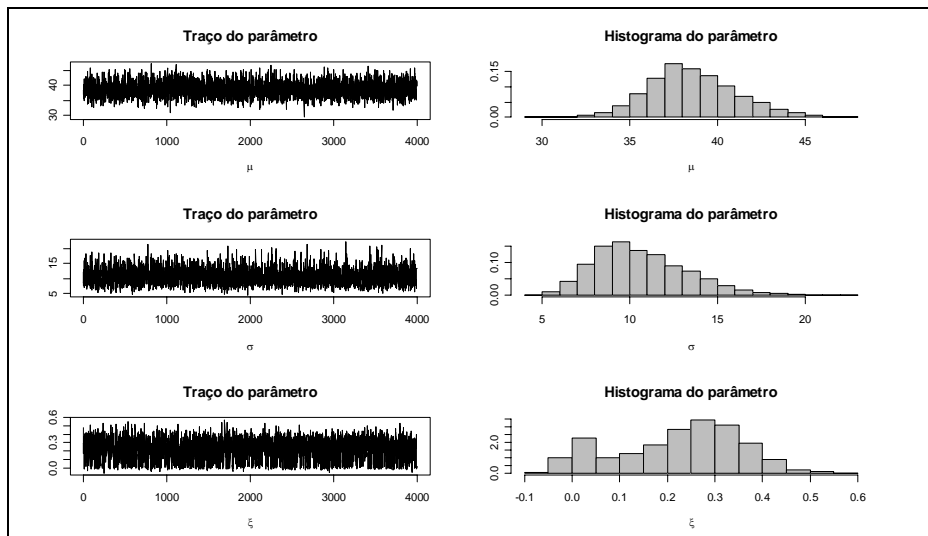 Traço do parâmetro
40
30
0 1000 2000 3000 4000
μ
Histograma do parâmetro
0.15
0.00
30 35 40 45
μ
Traço do parâmetro
15
5
0 1000 2000 3000 4000
σ
Histograma do parâmetro
0.10
0.00
5 10 15 20
σ
Traço do parâmetro
0.6
0.3
0.0
0 1000 2000 3000 4000
ξ
Histograma do parâmetro
2.0
0.0
-0.1 0.0 0.1 0.2 0.3 0.4 0.5 0.6
ξ